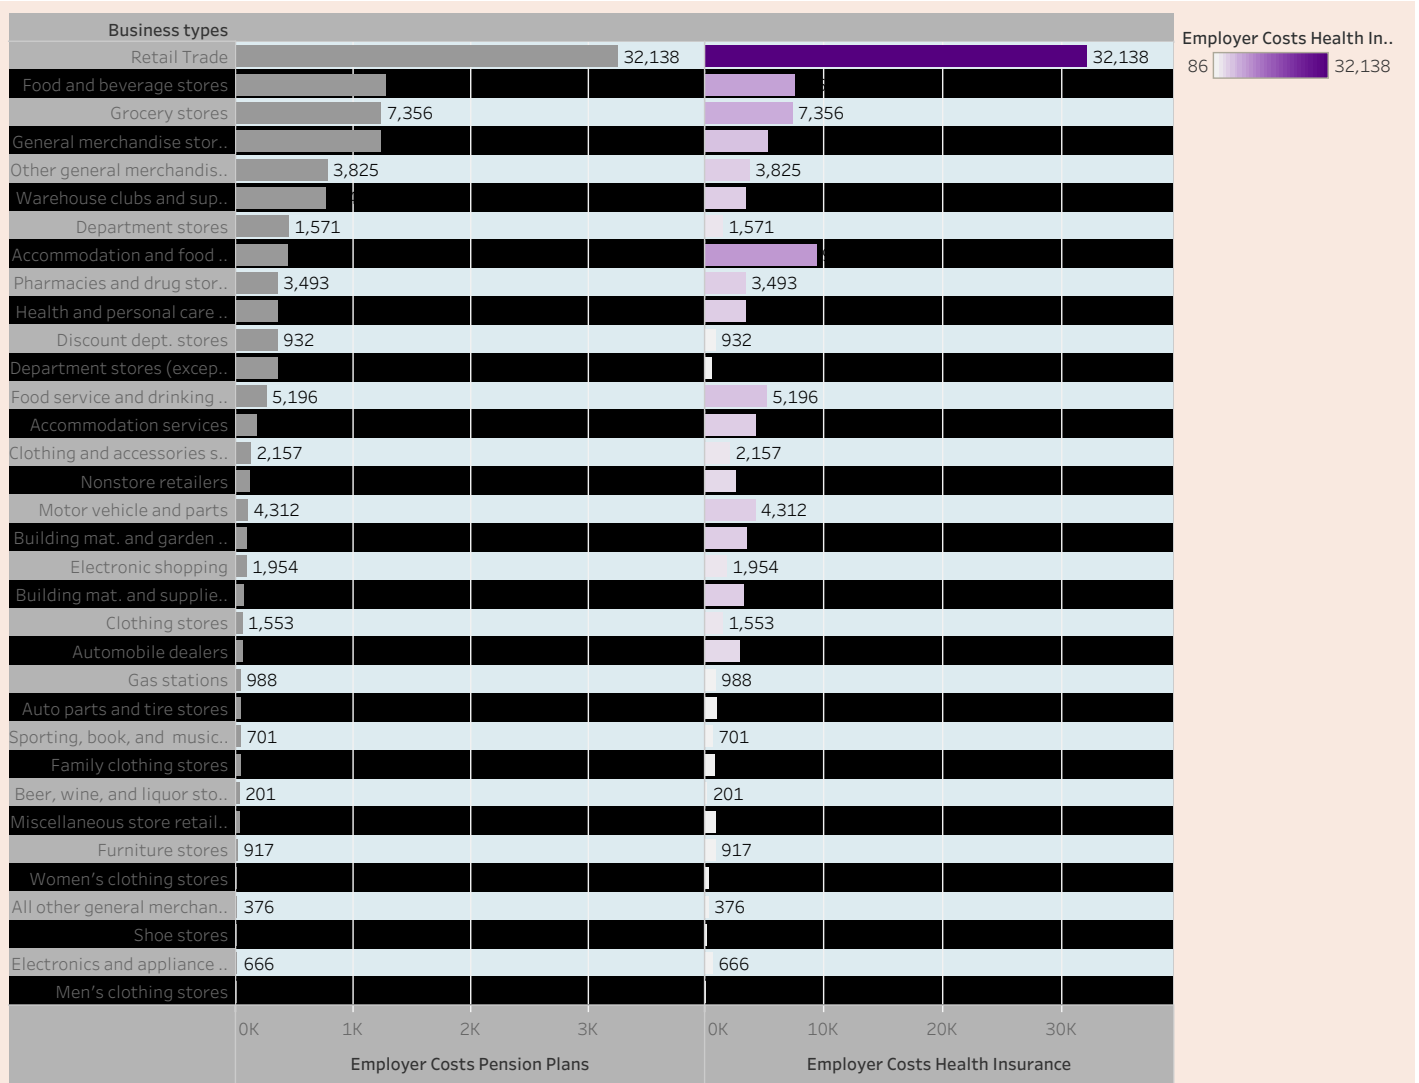 Business types
Retail Trade 32,138 32,138
Food and beverage stores
Grocery stores 7,356 7,356
General merchandise stor..
Other general merchandis.. 3,825 3,825
Warehouse clubs and sup..
Department stores 1,571 1,571
Accommodation and food ..
Pharmacies and drug stor.. 3,493 3,493
Health and personal care ..
Discount dept. stores 932 932
Department stores (excep..
Food service and drinking .. 5,196 5,196
Accommodation services
Clothing and accessories s.. 2,157 2,157
Nonstore retailers
Motor vehicle and parts 4,312 4,312
Building mat. and garden ..
Electronic shopping 1,954 1,954
Building mat. and supplie..
Clothing stores 1,553 1,553
Automobile dealers
Gas stations 988 988
Auto parts and tire stores
Sporting, book, and music.. 701 701
Family clothing stores
Beer, wine, and liquor sto.. 201 201
Miscellaneous store retail..
Furniture stores 917 917
Women's clothing stores
All other general merchan.. 376 376
Shoe stores
Electronics and appliance .. 666 666
Men's clothing stores
0K 1K 2K 3K 0K 10K 20K 30K
Employer Costs Pension Plans Employer Costs Health Insurance
Employer Costs Health In..
86 32,138